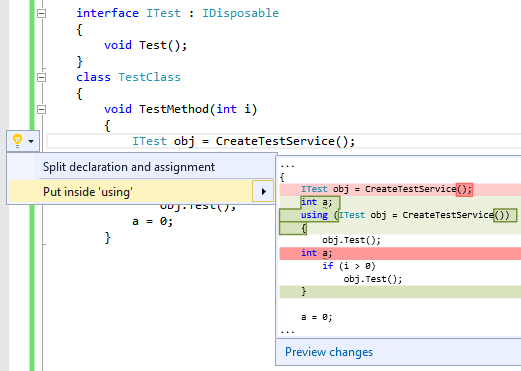 interface ITest : IDisposable
{
void Test();
}
class TestClass
{
void TestMethod(int i)
{
ITest obj = CreateTestService();
Split declaration and assignment
Put inside 'using'
obj.Test();
a = 0;
}
...
{
ITest obj = CreateTestService();
int a;
using (ITest obj = CreateTestService())
{
obj.Test();
int a;
if (i > 0)
obj.Test();
}
a = 0;
...
Preview changes